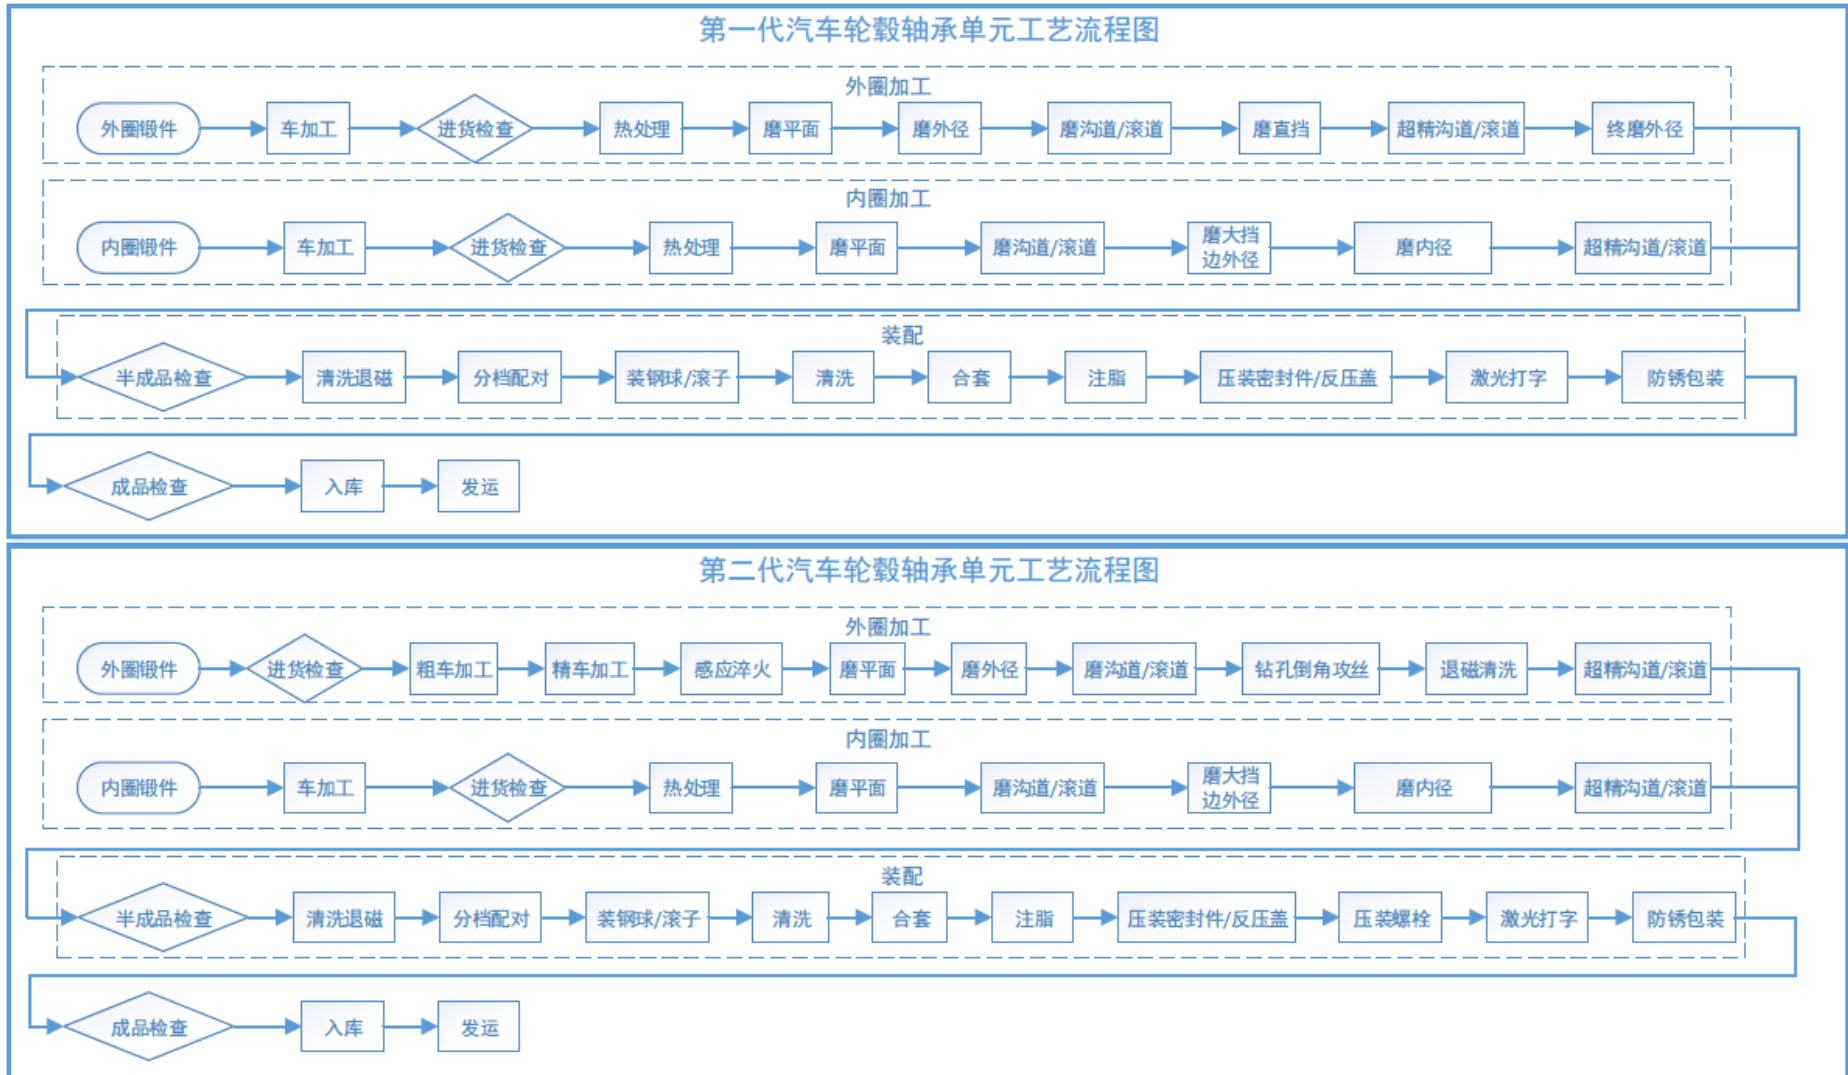 第一代汽车轮毂轴承单元工艺流程图
外圈加工
外圈锻件
车加工
进货检查
热处理
磨平面
磨外径
磨沟道/滚道
磨直挡
超精沟道/滚道
终磨外径
内圈加工
内圈锻件
车加工
进货检查
热处理
磨平面
磨沟道/滚道
磨大挡
边外径
磨内径
超精沟道/滚道
装配
半成品检查
清洗退磁
分档配对
装钢球/滚子
清洗
合套
注脂
压装密封件/反压盖
激光打字
防锈包装
成品检查
入库
发运
第二代汽车轮毂轴承单元工艺流程图
外圈加工
外圈锻件
进货检查
粗车加工
精车加工
感应淬火
磨平面
磨外径
磨沟道/滚道
钻孔倒角攻丝
退磁清洗
超精沟道/滚道
内圈加工
内圈锻件
车加工
进货检查
热处理
磨平面
磨沟道/滚道
磨大挡
边外径
磨内径
超精沟道/滚道
装配
半成品检查
清洗退磁
分档配对
装钢球/滚子
清洗
合套
注脂
压装密封件/反压盖
压装螺栓
激光打字
防锈包装
成品检查
入库
发运